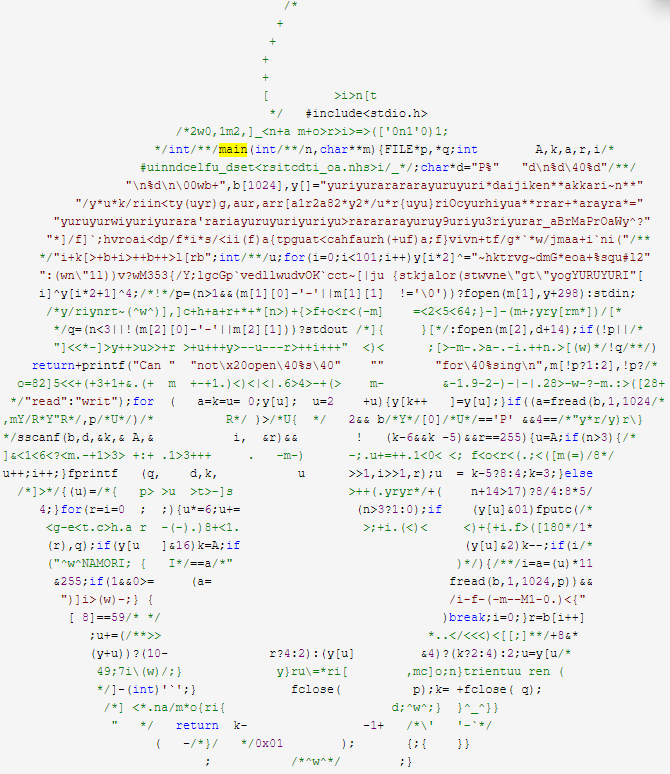 /*
+
+
+
+
[ >i>n[t
*/ #include<stdio.h>
/*2w0,1m2,]_<n+a m+o>r>i>=>(['0n1'0)1;
*/int/**/main(int/**/n,char**m){FILE*p,*q;int A,k,a,r,i/*
#uinndcelfu_dset<rsitcdti_oa.nhs>i/_*/;char*d="P%" "d\n%d\40%d"/**/
"\n%d\n\00wb+",b[1024],y[]="yuriyurarararayuruyuri*daijiken**akkari~n**"
"/y*u*k/riin<ty(uyr)g,aur,arr[a1r2a82*y2*/u*r{uyu}riOcyurhiyua**rrar+*arayra*="
"yuruyurwiyuriyurara'rariayuruyuriyuriyu>rarararayuruy9uriyu3riyurar_aBrMaPrOaWy^?"
"*]/f]`;hvroai<dp/f*i*s/<ii(f)a{tpguat<cahfaurh(+uf)a;f}vivn+tf/g*`*w/jmaa+i`ni("/**
*/"i+k[>+b+i>++b++>l[rb";int/**/u;for(i=0;i<101;i++)y[i*2]^="~hktrvg~dmG*eoa+%squ#l2"
":(wn\"1l))v?wM353{/Y;lgcGp`vedllwudvOK`cct~[|ju {stkjalor(stwvne\"gt\"yogYURUYURI"[
i]^y[i*2+1]^4;/*!*/p=(n>1&&(m[1][0]-'-'||m[1][1] !='\0'))?fopen(m[1],y+298):stdin;
/*y/riynrt~(^w^)],]c+h+a+r+*+*[n>)+{>f+o<r<(-m] =<2<5<64;}-]-(m+;yry[rm*])/[*
*/q=(n<3||!(m[2][0]-'-'||m[2][1]))?stdout /*]{ }[*/:fopen(m[2],d+14);if(!p||/*
"]<<*-]>y++>u>>+r >+u+++y>--u---r>++i+++" <)< ;[>-m-.>a-.-i.++n.>[(w)*/!q/**/)
return+printf("Can " "not\x20open\40%s\40" "" "for\40%sing\n",m[!p?1:2],!p?/*
o=82]5<<+(+3+1+&.(+ m +-+1.)<)<|<|.6>4>-+(> m- &-1.9-2-)-|-|.28>-w-?-m.:>([28+
*/"read":"writ");for ( a=k=u= 0;y[u]; u=2 +u){y[k++ ]=y[u];}if((a=fread(b,1,1024/*
,mY/R*Y"R*/,p/*U*/)/* R*/ )>/*U{ */ 2&& b/*Y*/[0]/*U*/=='P' &&4==/*"y*r/y)r\}
*/sscanf(b,d,&k,& A,& i, &r)&& ! (k-6&&k -5)&&r==255){u=A;if(n>3){/*
]&<1<6<?<m.-+1>3> +:+ .1>3+++ . -m-) -;.u+=++.1<0< <; f<o<r<(.;<([m(=)/8*/
u++;i++;}fprintf (q, d,k, u >>1,i>>1,r);u = k-5?8:4;k=3;}else
/*]>*/{(u)=/*{ p> >u >t>-]s >++(.yryr*/+( n+14>17)?8/4:8*5/
4;}for(r=i=0 ; ;){u*=6;u+= (n>3?1:0);if (y[u]&01)fputc(/*
<g-e<t.c>h.a r -(-).)8+<1. >;+i.(<)< <)+{+i.f>([180*/1*
(r),q);if(y[u ]&16)k=A;if (y[u]&2)k--;if(i/*
("^w^NAMORI; { I*/==a/*" )*/){/**/i=a=(u)*11
&255;if(1&&0>= (a= fread(b,1,1024,p))&&
")]i>(w)-;} { /i-f-(-m--M1-0.)<{"
[ 8]==59/* */ )break;i=0;}r=b[i++]
;u+=(/**>> *..</<<<)<[[;]**/+8&*
(y+u))?(10- r?4:2):(y[u] &4)?(k?2:4):2;u=y[u/*
49;7i\(w)/;} y}ru\=*ri[ ,mc]o;n}trientuu ren (
*/]-(int)'`';} fclose( p);k= +fclose( q);
/*] <*.na/m*o{ri{ d;^w^;} }^_^}}
" */ return k- -1+ /*\' '-`*/
( -/*}/ */0x01 ); {;{ }}
; /*^w^*/ ;}